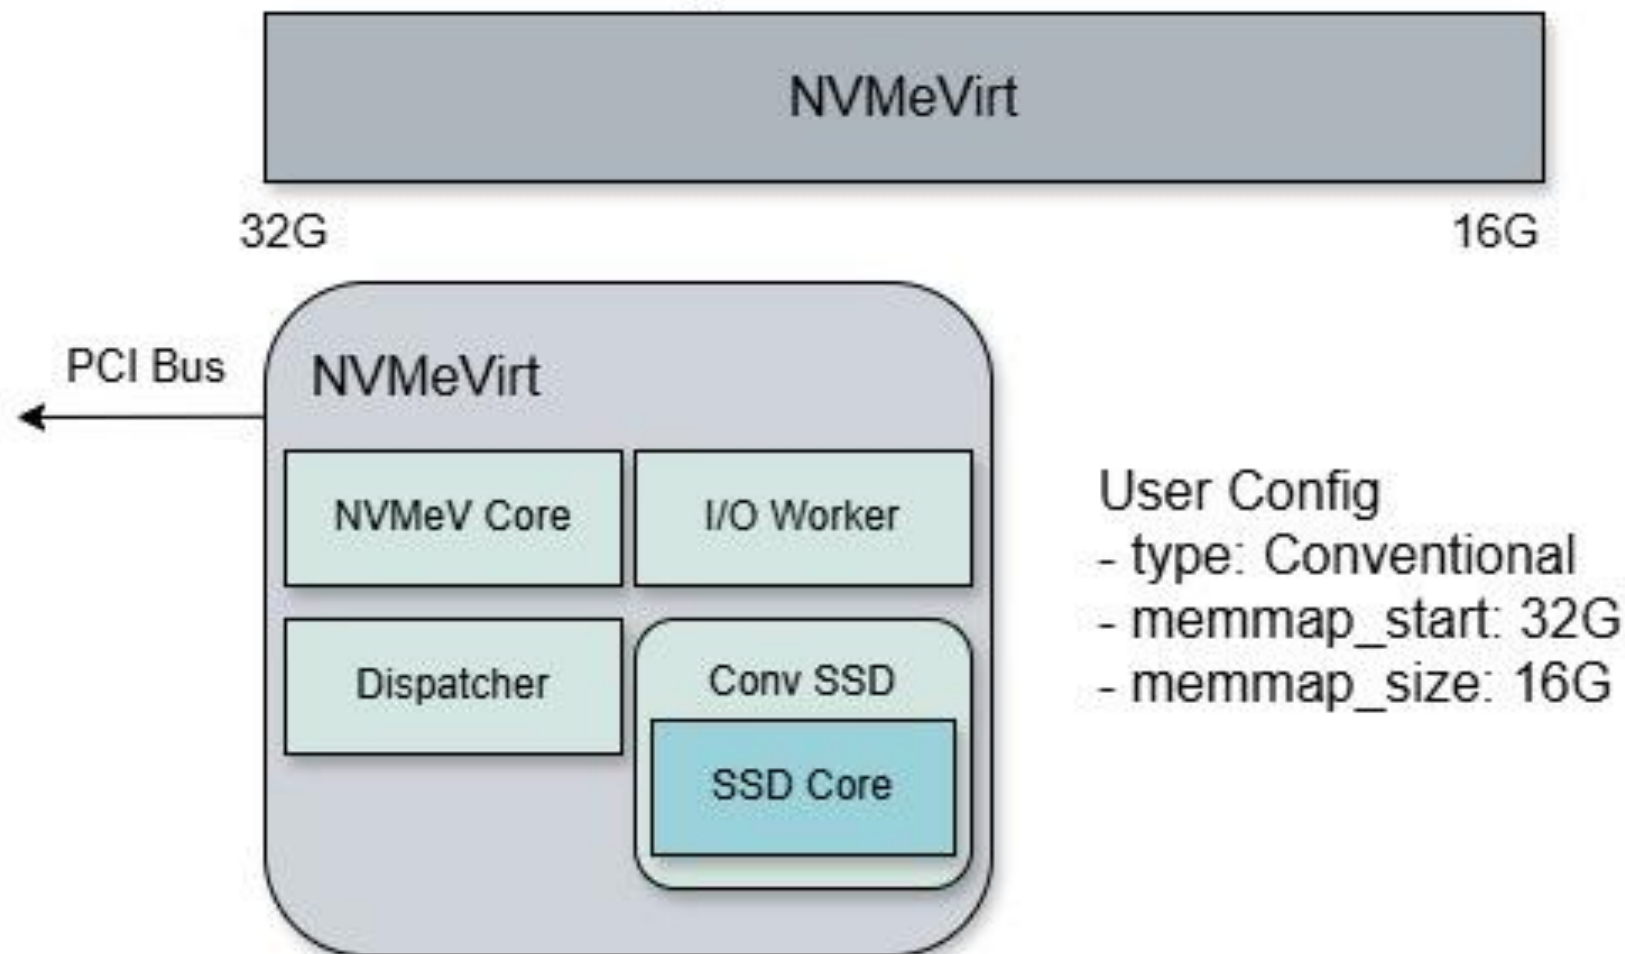 NVMeVirt
32G 16G
PCI Bus
NVMeVirt
NVMeV Core
I/O Worker
Dispatcher
Conv SSD
SSD Core
User Config
- type: Conventional
- memmap_start: 32G
- memmap_size: 16G